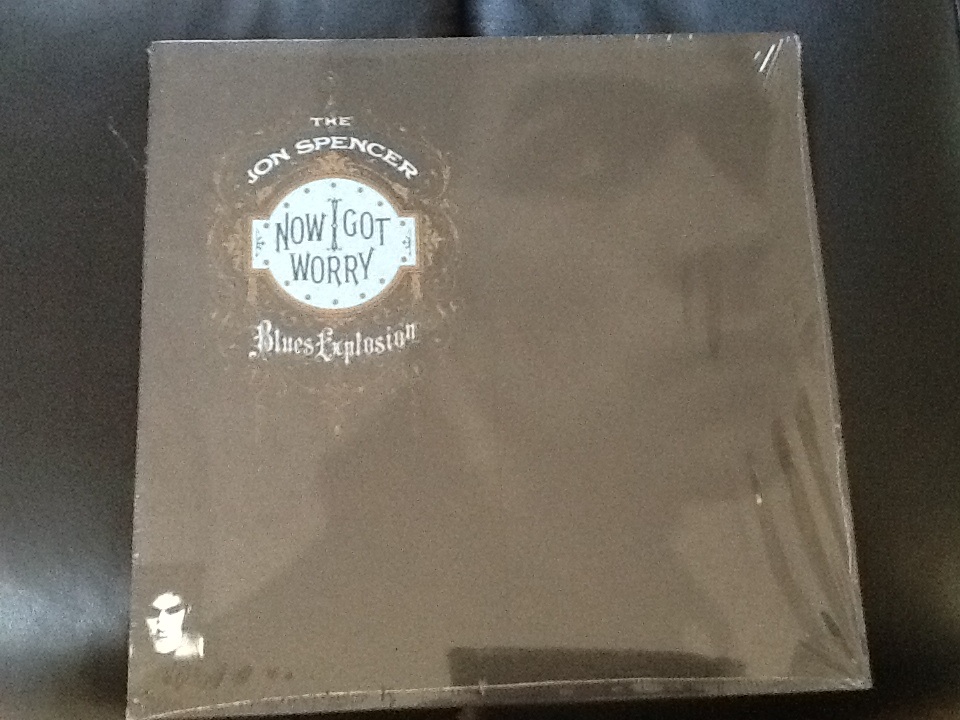 THE
JON SPENCER
NOW I GOT
WORRY
Blues Explosion